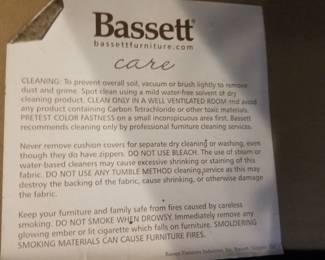 Bassett
bassettfurniture.com
care
CLEANING: To prevent overall soil, vacuum or brush lightly to remove
dust and grime. Spot clean using a mild water-free solvent or dry
cleaning product. CLEAN ONLY IN A WELL VENTILATED ROOM and avoid
any product containing Carbon Tetrachloride or other toxic materials.
PRETEST COLOR FASTNESS on a small inconspicuous area first. Bassett
recommends cleaning only by professional furniture cleaning services.
Never remove cushion covers for separate dry cleaning or washing, even
though they do have zippers. DO NOT USE BLEACH. The use of steam or
water-based cleaners may cause excessive shrinking or staining of this
fabric. DO NOT USE ANY TUMBLE METHOD cleaning service as this may
destroy the backing of the fabric, cause shrinking, or otherwise damage
the fabric.
Keep your furniture and family safe from fires caused by careless
smoking. DO NOT SMOKE WHEN DROWSY. Immediately remove any
glowing ember or lit cigarette which falls on furniture. SMOLDERING
SMOKING MATERIALS CAN CAUSE FURNITURE FIRES.
Bassett Furniture Industries, Inc. Bassett, Virginia